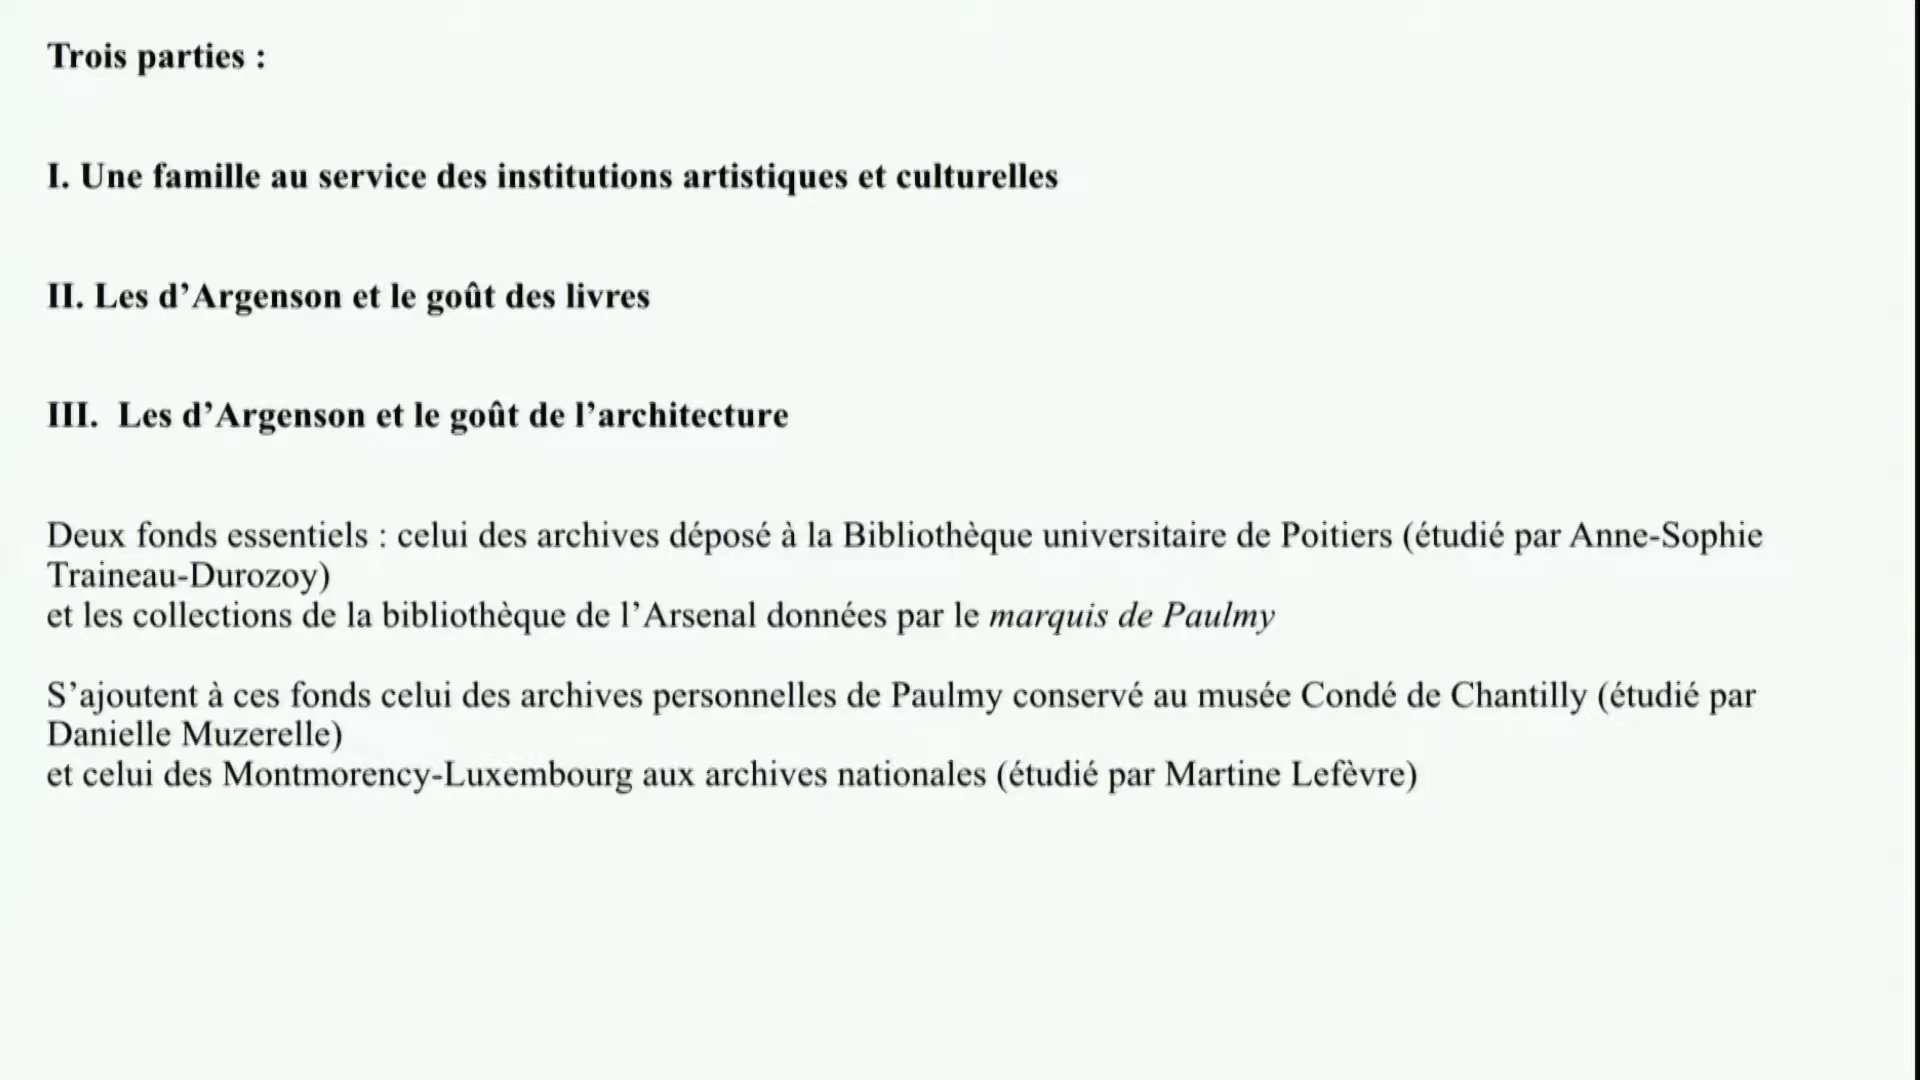 Trois parties :
I. Une famille au service des institutions artistiques et culturelles
II. Les d’Argenson et le goût des livres
III. Les d’Argenson et le goût de l’architecture
Deux fonds essentiels : celui des archives déposé à la Bibliothèque universitaire de Poitiers (étudié par Anne-Sophie
Traineau-Durozoy)
et les collections de la bibliothèque de l’Arsenal données par le marquis de Paulmy
S’ajoutent à ces fonds celui des archives personnelles de Paulmy conservé au musée Condé de Chantilly (étudié par
Danielle Muzerelle)
et celui des Montmorency-Luxembourg aux archives nationales (étudié par Martine Lefèvre)